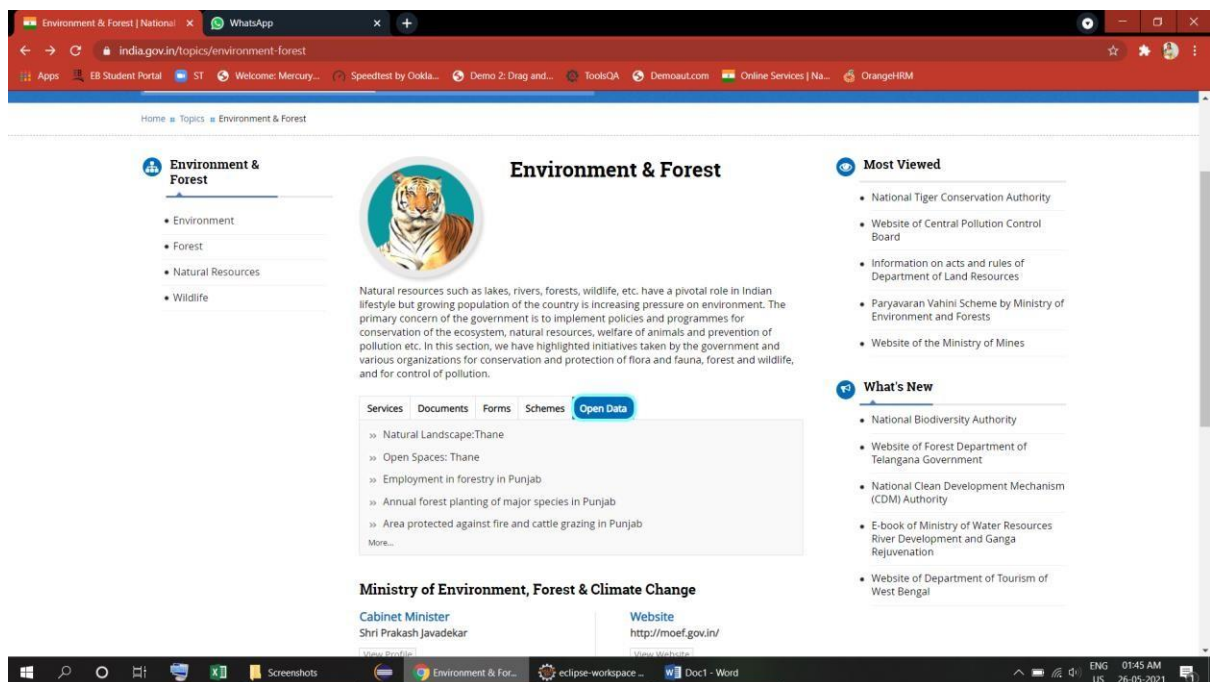 Environment & Forest | National
WhatsApp
india.gov.in/topics/environment-forest
Apps
EB Student Portal
ST
Welcome: Mercury...
Speedtest by Ookla...
Demo 2: Drag and...
ToolsQA
Demoaut.com
Online Services | Na...
OrangeHRM
Home Topics Environment & Forest
Environment &
Forest
Environment
Forest
Natural Resources
Wildlife
Environment & Forest
Natural resources such as lakes, rivers, forests, wildlife, etc. have a pivotal role in Indian
lifestyle but growing population of the country is increasing pressure on environment. The
primary concern of the government is to implement policies and programmes for
conservation of the ecosystem, natural resources, welfare of animals and prevention of
pollution etc. In this section, we have highlighted initiatives taken by the government and
various organizations for conservation and protection of flora and fauna, forest and wildlife,
and for control of pollution.
Services Documents Forms Schemes Open Data
» Natural Landscape:Thane
» Open Spaces: Thane
» Employment in forestry in Punjab
» Annual forest planting of major species in Punjab
» Area protected against fire and cattle grazing in Punjab
More...
Ministry of Environment, Forest & Climate Change
Cabinet Minister
Shri Prakash Javadekar
View Profile
Website
http://moef.gov.in/
View Website
Most Viewed
National Tiger Conservation Authority
Website of Central Pollution Control
Board
Information on acts and rules of
Department of Land Resources
Paryavaran Vahini Scheme by Ministry of
Environment and Forests
Website of the Ministry of Mines
What's New
National Biodiversity Authority
Website of Forest Department of
Telangana Government
National Clean Development Mechanism
(CDM) Authority
E-book of Ministry of Water Resources
River Development and Ganga
Rejuvenation
Website of Department of Tourism of
West Bengal
Screenshots
Environment & For...
eclipse-workspace ...
Doc1 - Word
ENG
US
01:45 AM
26-05-2021